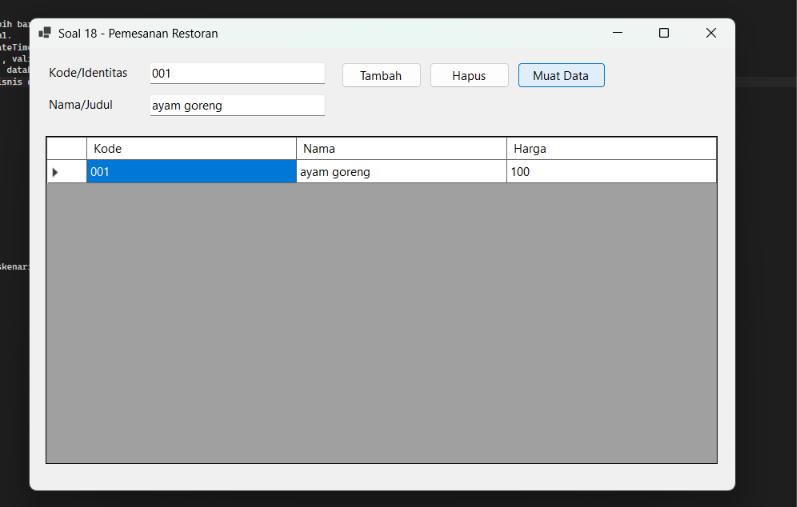 Soal 18 - Pemesanan Restoran
Kode/Identitas 001 Tambah Hapus Muat Data
Nama/Judul ayam goreng
Kode Nama Harga
001 ayam goreng 100